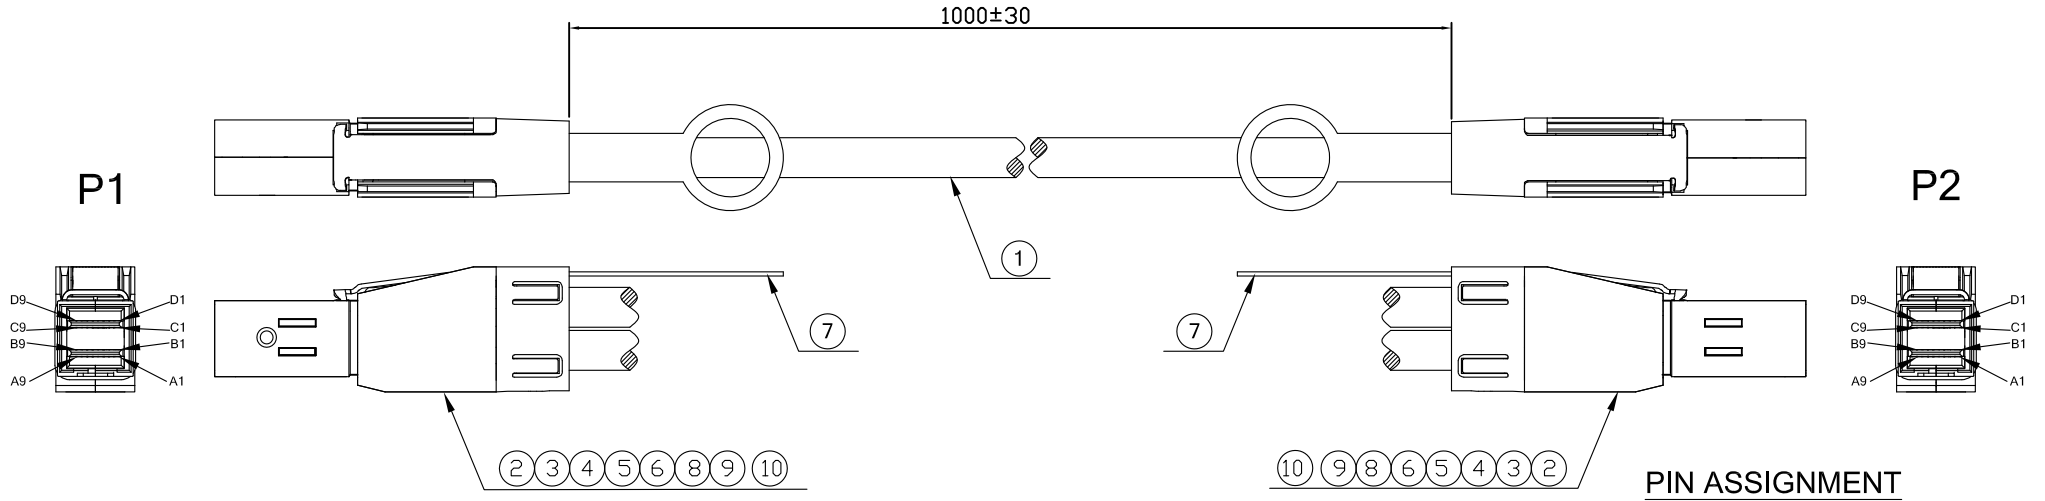 1000±30
P1
P2
1
D9
D1
C9
C1
B9
B1
A9
A1
7
7
D9
D1
C9
C1
B9
B1
A9
A1
2 3 4 5 6 8 9 10
10 9 8 6 5 4 3 2
PIN ASSIGNMENT